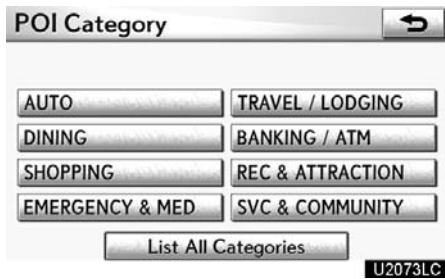 POI Category
AUTO
TRAVEL / LODGING
DINING
BANKING / ATM
SHOPPING
REC & ATTRACTION
EMERGENCY & MED
SVC & COMMUNITY
List All Categories
U2073LC